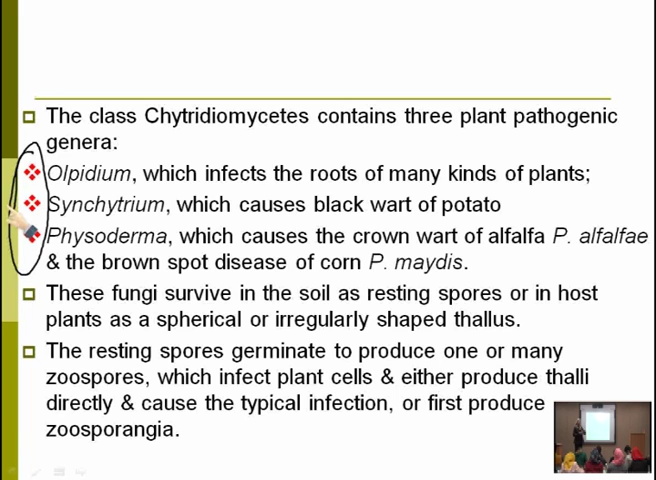 The class Chytridiomycetes contains three plant pathogenic
genera:
Olpidium, which infects the roots of many kinds of plants;
Synchytrium, which causes black wart of potato
Physoderma, which causes the crown wart of alfalfa P. alfalfae
& the brown spot disease of corn P. maydis.
These fungi survive in the soil as resting spores or in host
plants as a spherical or irregularly shaped thallus.
The resting spores germinate to produce one or many
zoospores, which infect plant cells & either produce thalli
directly & cause the typical infection, or first produce
zoosporangia.